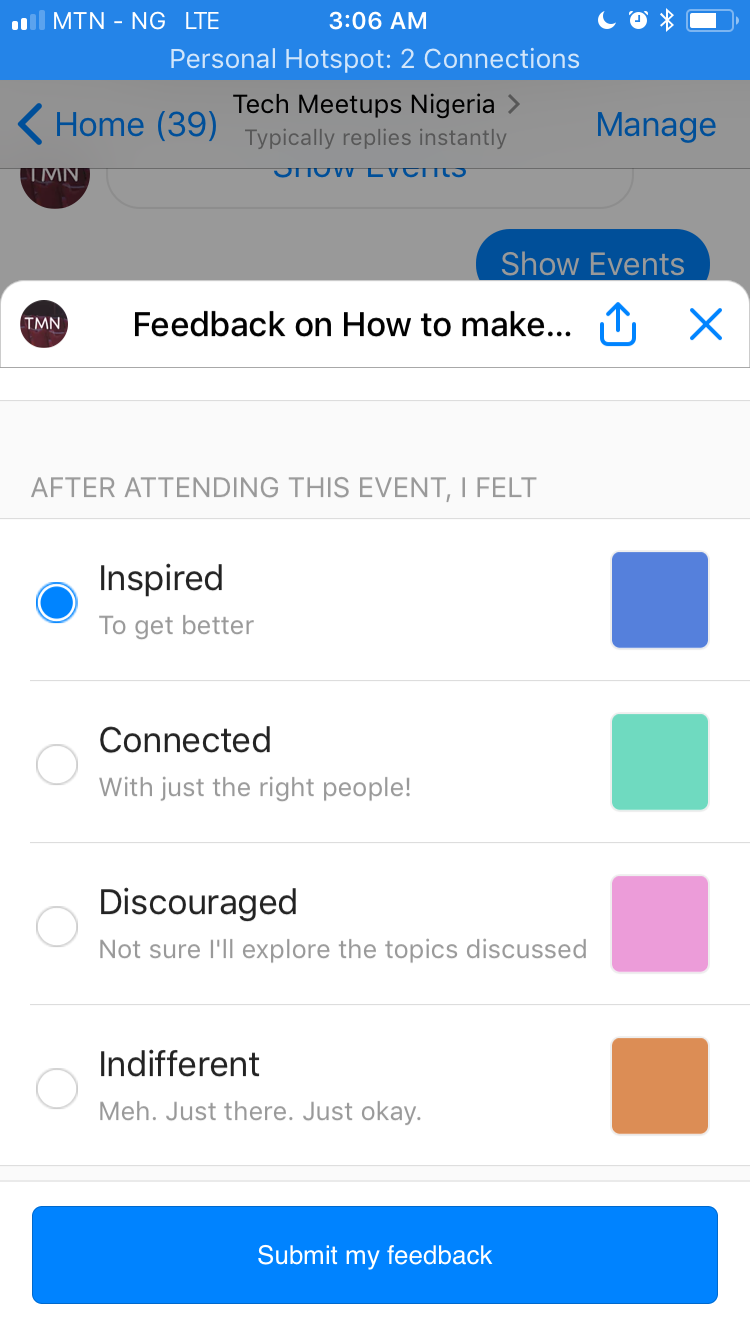 MTN - NG LTE 3:06 AM
Personal Hotspot: 2 Connections
Home (39) Tech Meetups Nigeria Manage
Typically replies instantly
TMN Show Events
Show Events
TMN Feedback on How to make...
AFTER ATTENDING THIS EVENT, I FELT
Inspired
To get better
Connected
With just the right people!
Discouraged
Not sure I'll explore the topics discussed
Indifferent
Meh. Just there. Just okay.
Submit my feedback